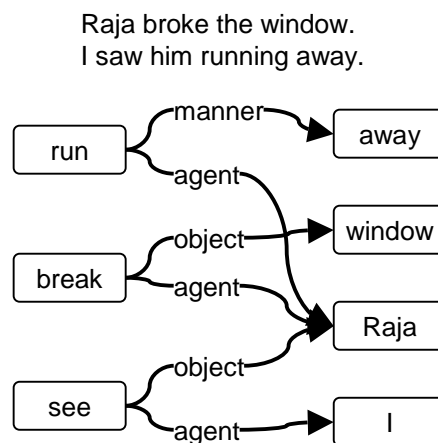 Raja broke the window.
I saw him running away.
manner
away
run
agent
object
window
break
agent
Raja
object
see
agent
I